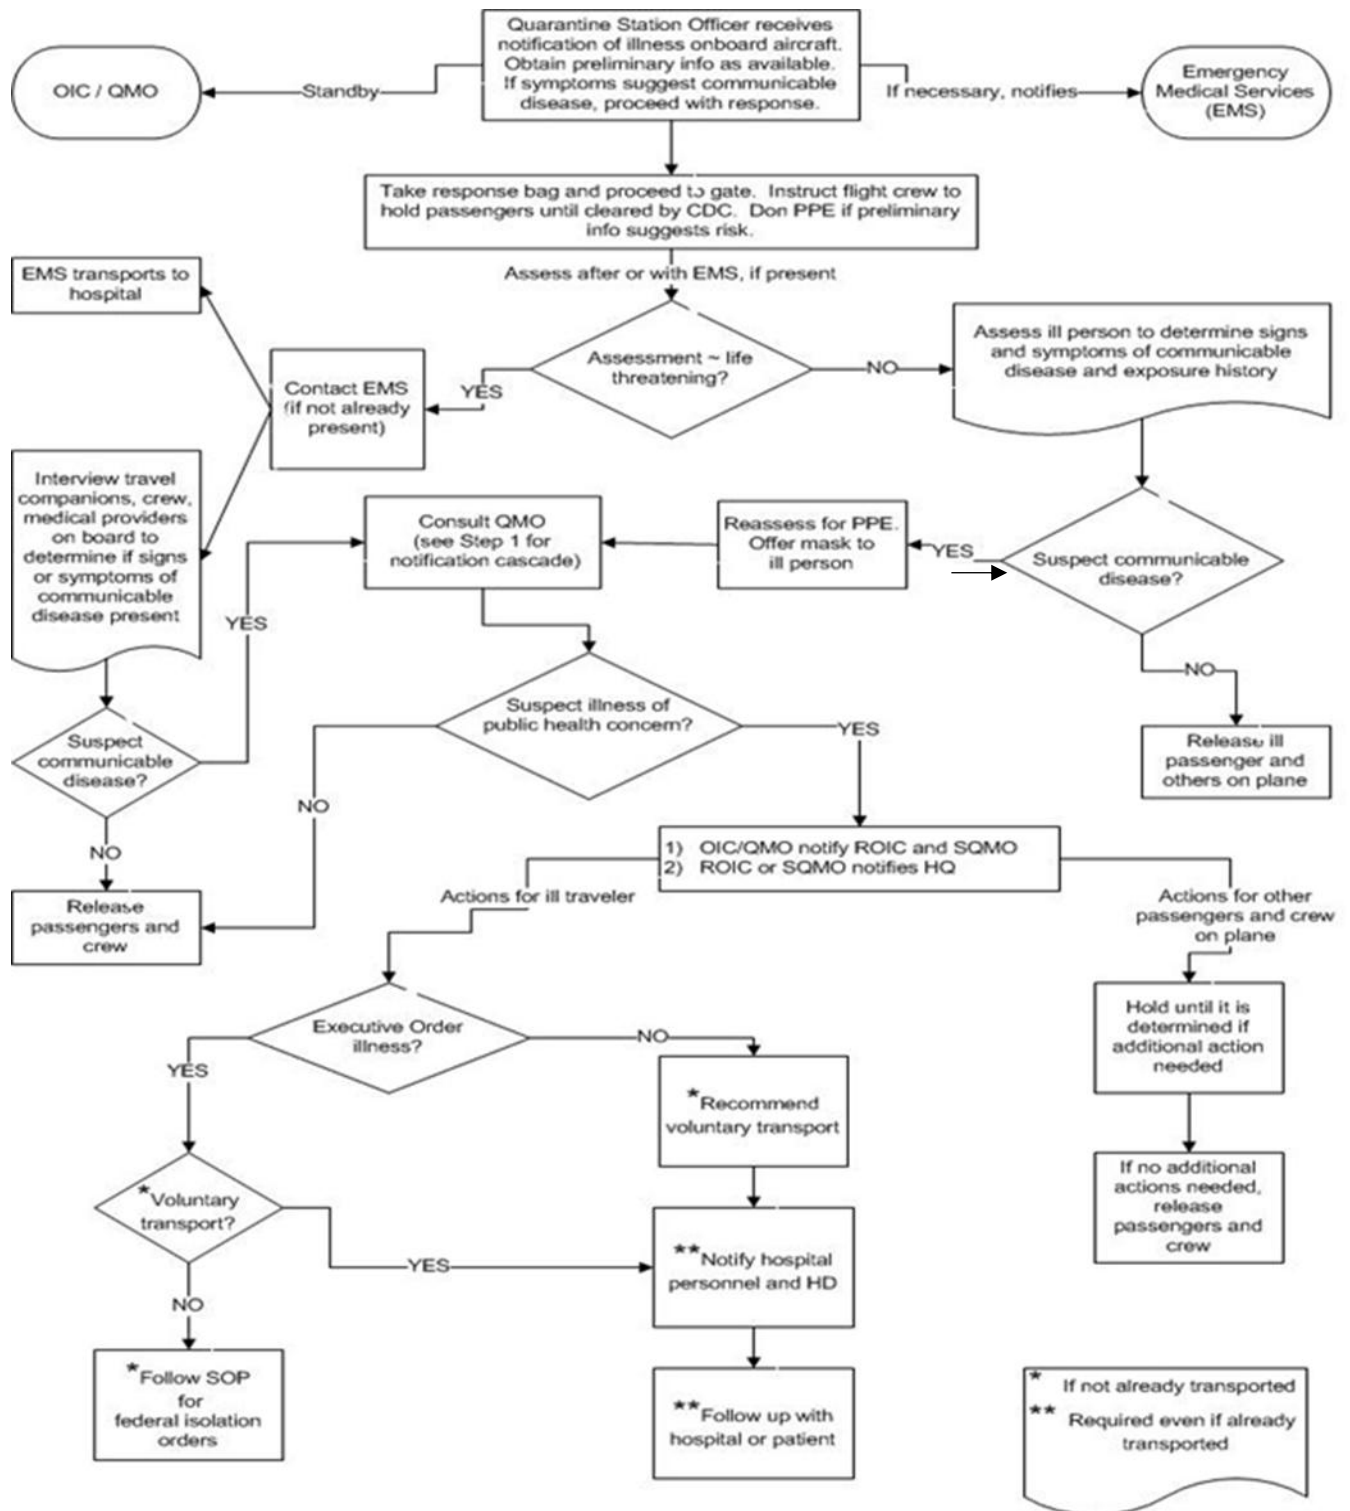 Quarantine Station Officer receives
notification of illness onboard aircraft.
Obtain preliminary info as available.
If symptoms suggest communicable
disease, proceed with response.
OIC / QMO
Standby
If necessary, notifies
Emergency
Medical Services
(EMS)
Take response bag and proceed to gate. Instruct flight crew to
hold passengers until cleared by CDC. Don PPE if preliminary
info suggests risk.
Assess after or with EMS, if present
EMS transports to
hospital
Contact EMS
(if not already
present)
YES
Assessment ~ life
threatening?
NO
Assess ill person to determine signs
and symptoms of communicable
disease and exposure history
Interview travel
companions, crew,
medical providers
on board to
determine if signs
or symptoms of
communicable
disease present
YES
Consult QMO
(see Step 1 for
notification cascade)
Reassess for PPE.
Offer mask to
ill person
YES
Suspect communicable
disease?
NO
Release ill
passenger and
others on plane
Suspect
communicable
disease?
NO
Release
passengers and
crew
Suspect illness of
public health concern?
NO
YES
1) OIC/QMO notify ROIC and SQMO
2) ROIC or SQMO notifies HQ
Actions for ill traveler
Actions for other
passengers and crew
on plane
Executive Order
illness?
YES
NO
Hold until it is
determined if
additional action
needed
*Recommend
voluntary transport
*Voluntary
transport?
YES
NO
**Notify hospital
personnel and HD
If no additional
actions needed,
release
passengers and
crew
*Follow SOP
for
federal isolation
orders
**Follow up with
hospital or patient
* If not already transported
** Required even if already
transported